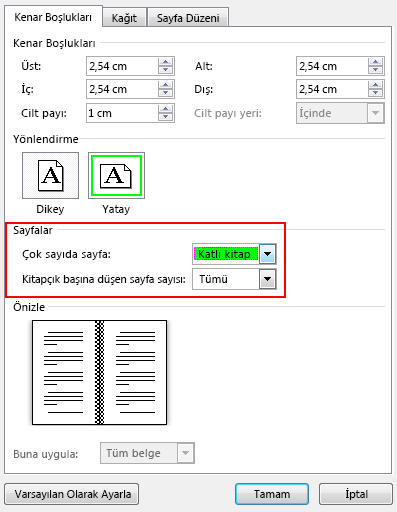 Kenar Boşlukları Kağıt Sayfa Düzeni
Kenar Boşlukları
Üst: 2,54 cm Alt: 2,54 cm
İç: 2,54 cm Dış: 2,54 cm
Cilt payı: 1 cm Cilt payı yeri: İçinde
Yönlendirme
A A
Dikey Yatay
Sayfalar
Çok sayıda sayfa: Katlı kitap
Kitapçık başına düşen sayfa sayısı: Tümü
Önizle
Buna uygula: Tüm belge
Varsayılan Olarak Ayarla Tamam İptal